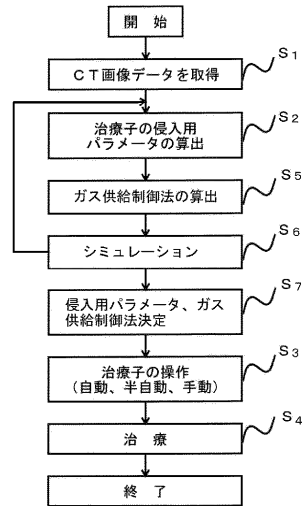 開 始
S1
CT画像データを取得
S2
治療子の侵入用
パラメータの算出
S5
ガス供給制御法の算出
S6
シミュレーション
S7
侵入用パラメータ、ガス
供給制御法決定
S3
治療子の操作
(自動、半自動、手動)
S4
治 療
終 了